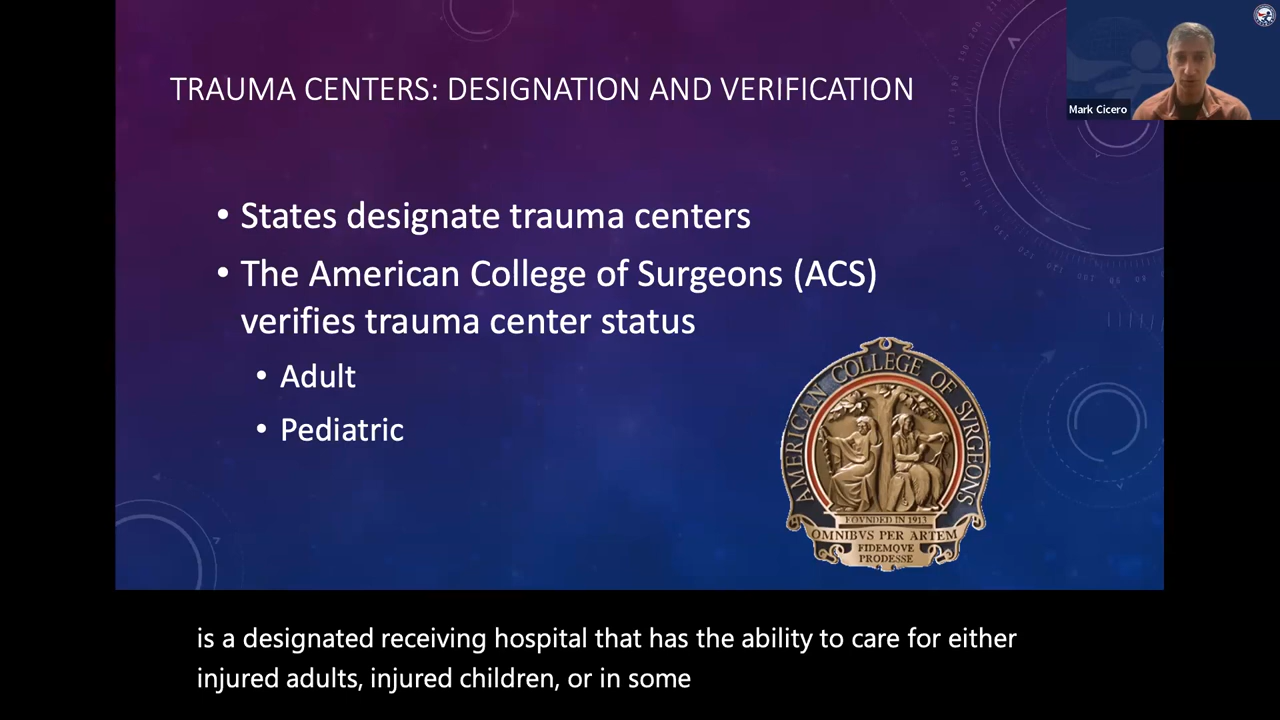 TRAUMA CENTERS: DESIGNATION AND VERIFICATION
Mark Cicero
• States designate trauma centers
• The American College of Surgeons (ACS)
verifies trauma center status
• Adult
• Pediatric
AMERICAN COLLEGE OF SVRGEONS
FOVNDED IN 1913
OMNIBVS PER ARTEM
FIDEMQVE
PRODESSE
is a designated receiving hospital that has the ability to care for either
injured adults, injured children, or in some